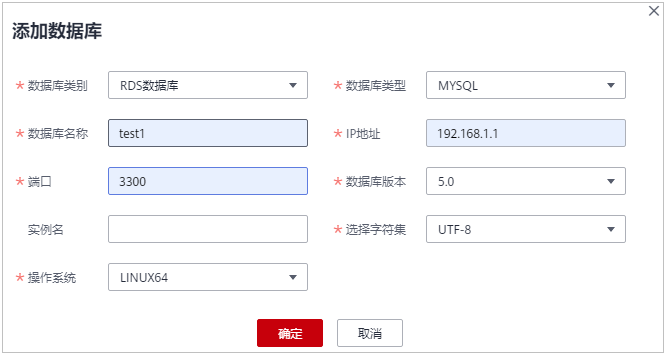 添加数据库
* 数据库类别 RDS数据库 * 数据库类型 MYSQL
* 数据库名称 test1 * IP地址 192.168.1.1
* 端口 3300 * 数据库版本 5.0
实例名 * 选择字符集 UTF-8
* 操作系统 LINUX64
确定 取消